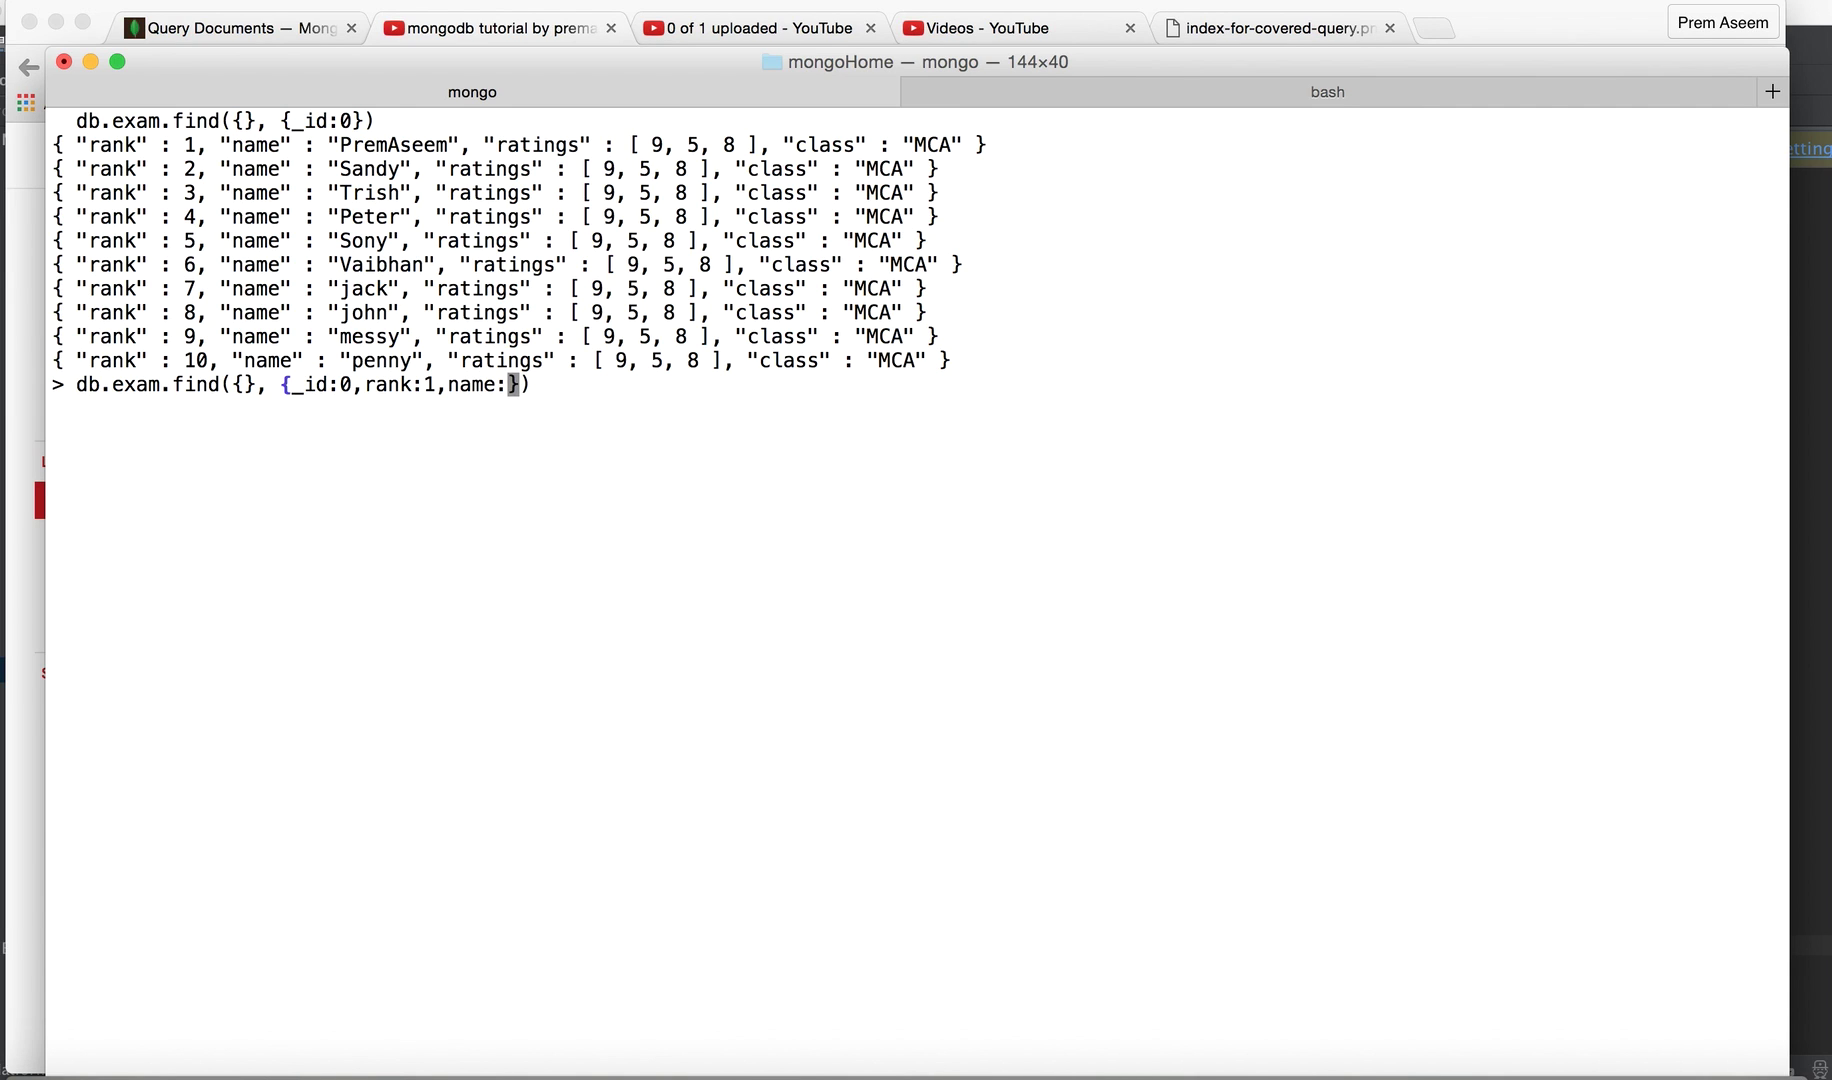 Query Documents — Mong
mongodb tutorial by prema
0 of 1 uploaded - YouTube
Videos - YouTube
index-for-covered-query.pn
Prem Aseem
mongoHome — mongo — 144×40
mongo
bash
db.exam.find({}, {_id:0})
{ "rank" : 1, "name" : "PremAseem", "ratings" : [ 9, 5, 8 ], "class" : "MCA" }
{ "rank" : 2, "name" : "Sandy", "ratings" : [ 9, 5, 8 ], "class" : "MCA" }
{ "rank" : 3, "name" : "Trish", "ratings" : [ 9, 5, 8 ], "class" : "MCA" }
{ "rank" : 4, "name" : "Peter", "ratings" : [ 9, 5, 8 ], "class" : "MCA" }
{ "rank" : 5, "name" : "Sony", "ratings" : [ 9, 5, 8 ], "class" : "MCA" }
{ "rank" : 6, "name" : "Vaibhan", "ratings" : [ 9, 5, 8 ], "class" : "MCA" }
{ "rank" : 7, "name" : "jack", "ratings" : [ 9, 5, 8 ], "class" : "MCA" }
{ "rank" : 8, "name" : "john", "ratings" : [ 9, 5, 8 ], "class" : "MCA" }
{ "rank" : 9, "name" : "messy", "ratings" : [ 9, 5, 8 ], "class" : "MCA" }
{ "rank" : 10, "name" : "penny", "ratings" : [ 9, 5, 8 ], "class" : "MCA" }
> db.exam.find({}, {_id:0,rank:1,name:})
etting